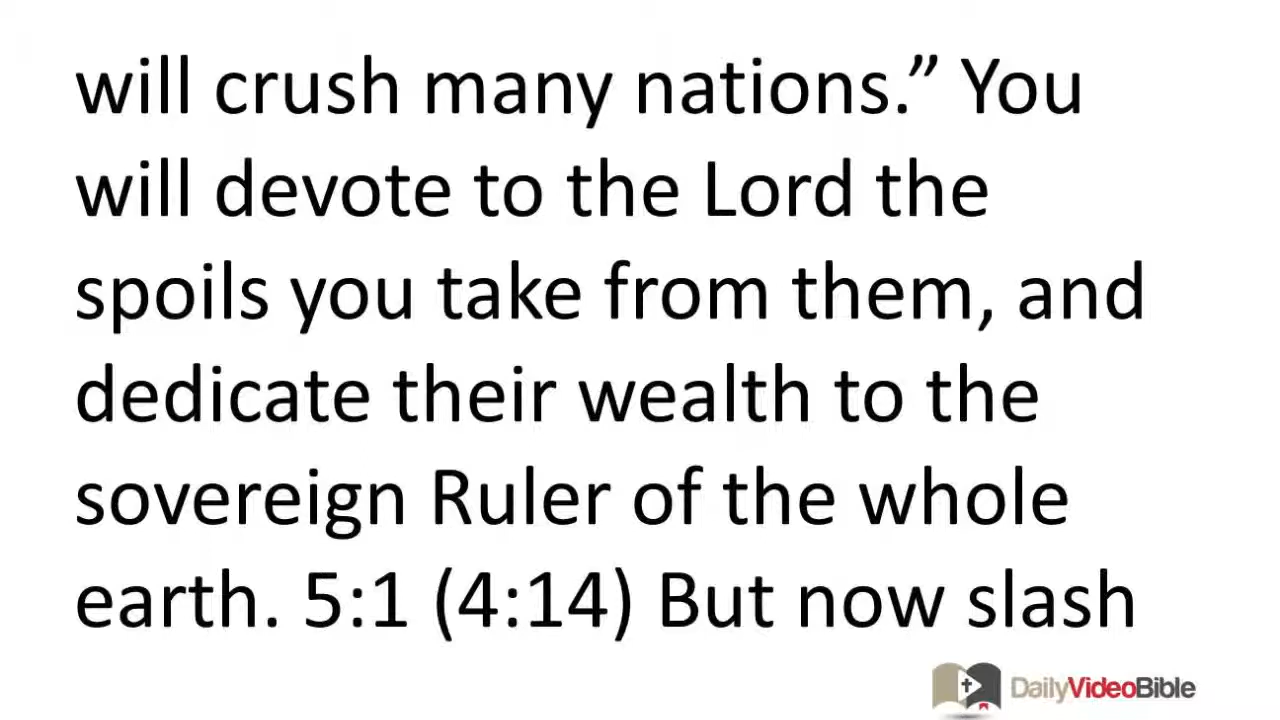 will crush many nations.” You
will devote to the Lord the
spoils you take from them, and
dedicate their wealth to the
sovereign Ruler of the whole
earth. 5:1 (4:14) But now slash
DailyVideoBible